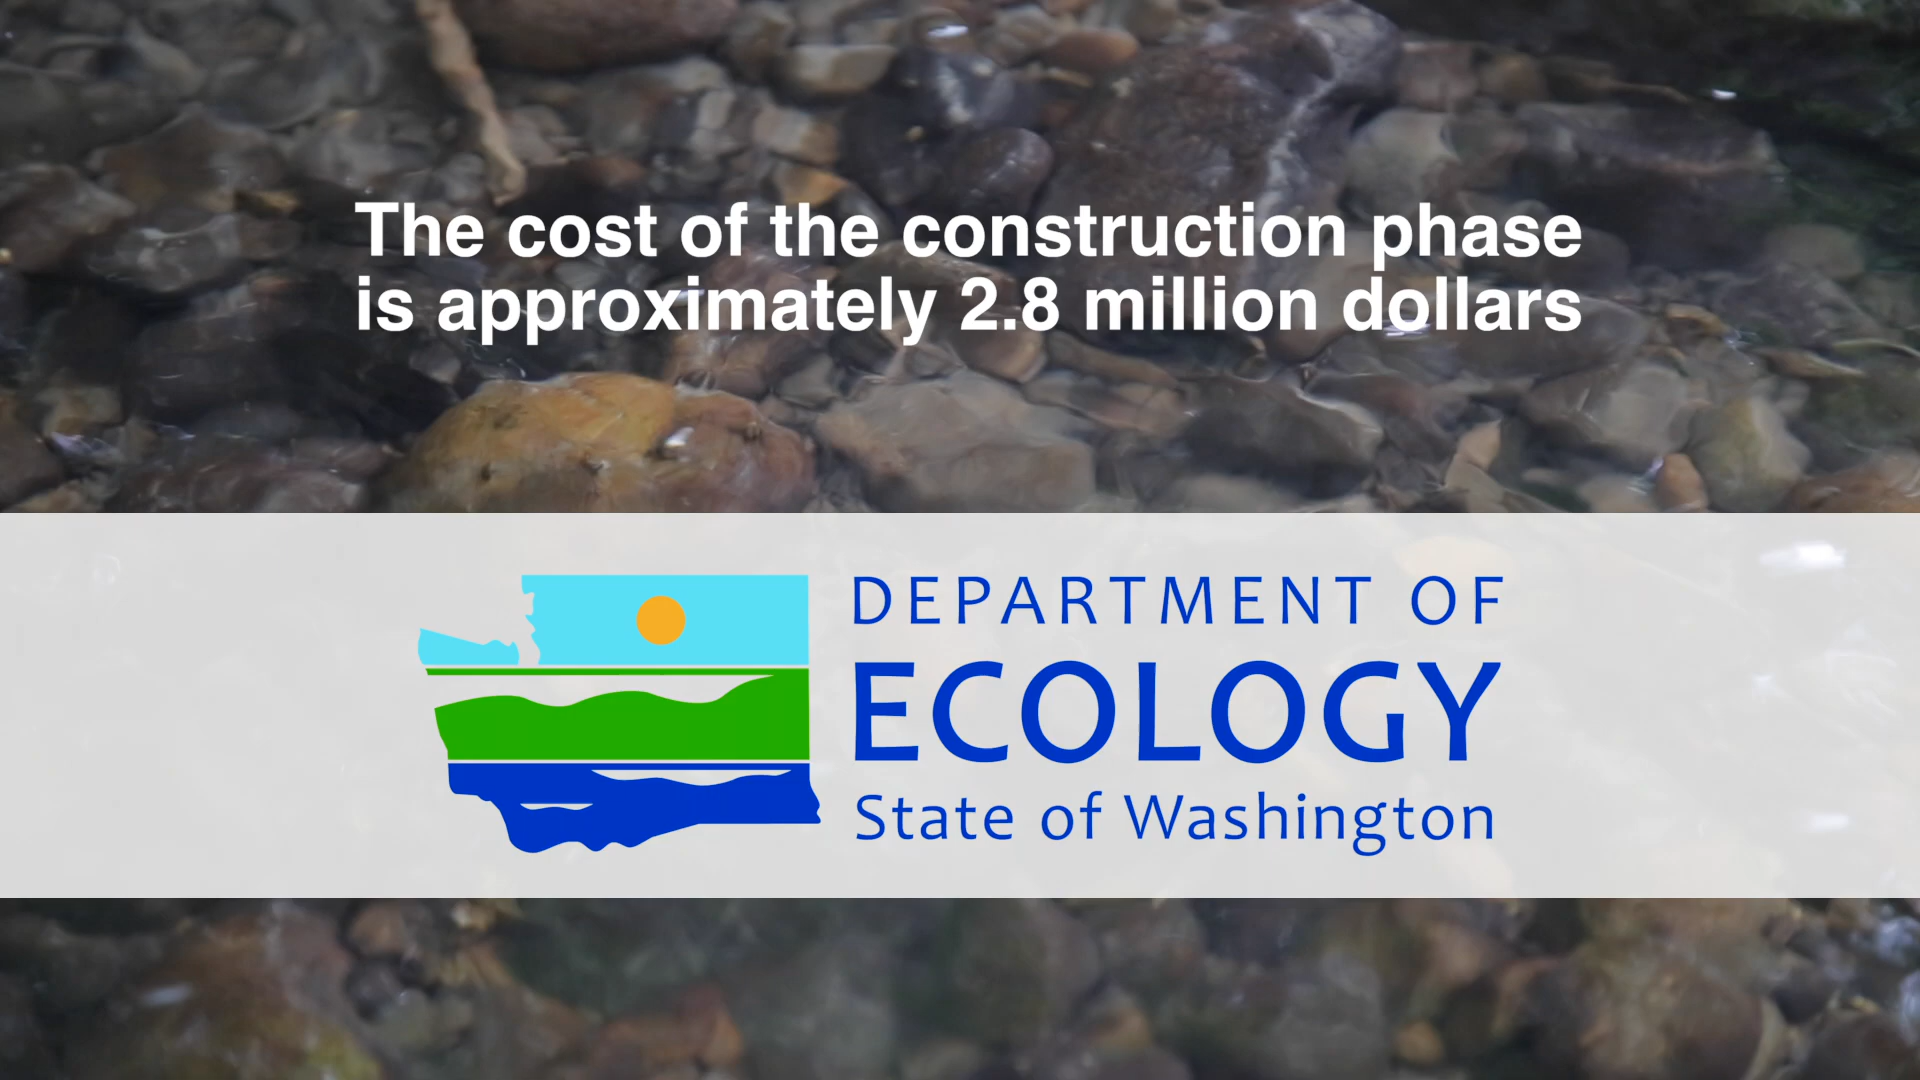 The cost of the construction phase
is approximately 2.8 million dollars
DEPARTMENT OF
ECOLOGY
State of Washington